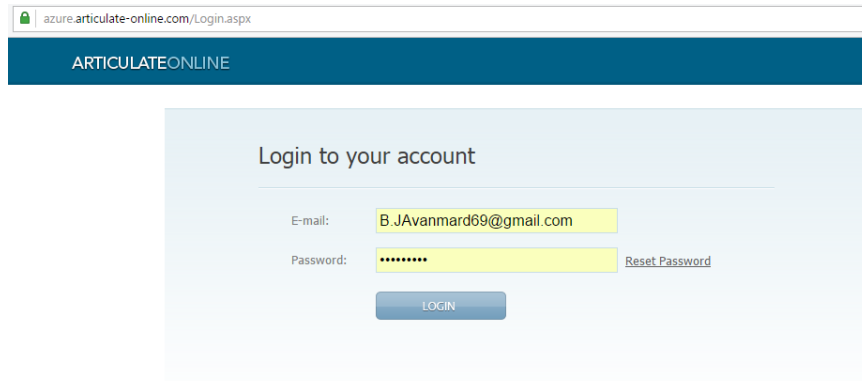 azure.articulate-online.com/Login.aspx
ARTICULATEONLINE
Login to your account
E-mail: B.JAvanmard69@gmail.com
Password: ••••••••• Reset Password
LOGIN